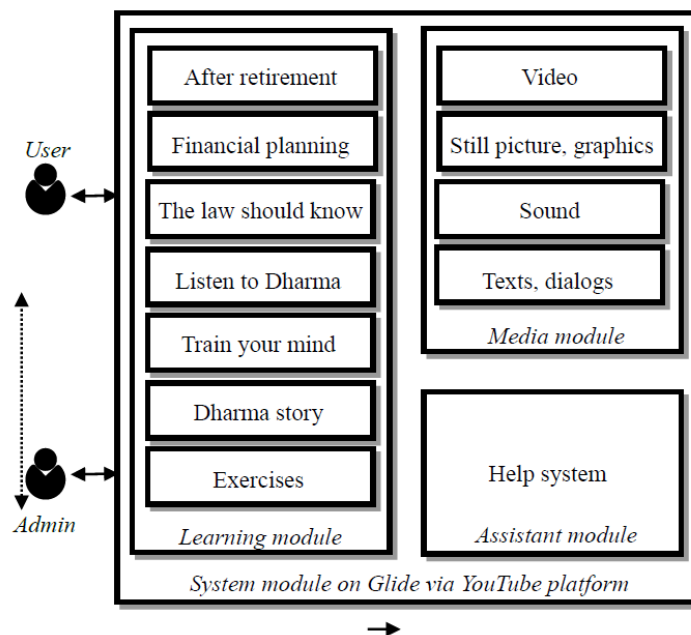 User
Admin
After retirement
Financial planning
The law should know
Listen to Dharma
Train your mind
Dharma story
Exercises
Learning module
Video
Still picture, graphics
Sound
Texts, dialogs
Media module
Help system
Assistant module
System module on Glide via YouTube platform